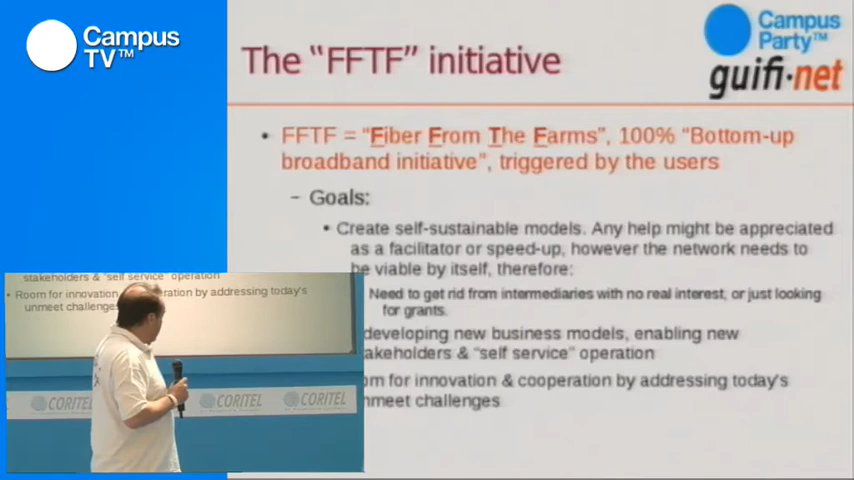 Campus
TV™
The "FFTF" initiative
Campus
Party™
guifi·net
• FFTF = "Fiber From The Farms", 100% "Bottom-up
broadband initiative", triggered by the users
– Goals:
• Create self-sustainable models. Any help might be appreciated
as a facilitator or speed-up, however the network needs to
be viable by itself, therefore:
Need to get rid from intermediaries with no real interest, or just looking
for grants.
developing new business models, enabling new
akeholders & "self service" operation
om for innovation & cooperation by addressing today's
nmeet challenges
stakeholders & "self service" operation
• Room for innovation eration by addressing today's
unmeet challenges
CORITEL CORITEL CORITEL